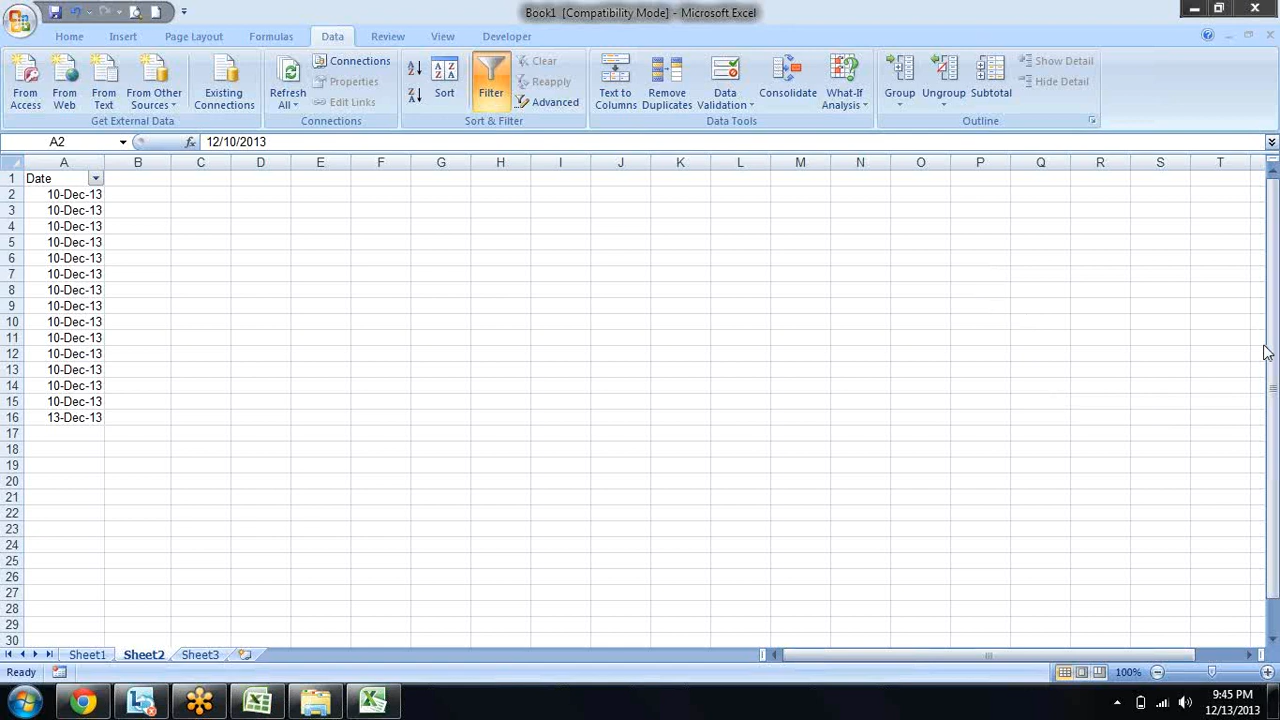 Book1 [Compatibility Mode] - Microsoft Excel
Home Insert Page Layout Formulas Data Review View Developer
From Access
From Web
From Text
From Other Sources
Existing Connections
Get External Data
Refresh All
Connections
Properties
Edit Links
Connections
Sort
Filter
Clear
Reapply
Advanced
Sort & Filter
Text to Columns
Remove Duplicates
Data Validation
Consolidate
What-If Analysis
Data Tools
Group
Ungroup
Subtotal
Show Detail
Hide Detail
Outline
A2 fx 12/10/2013
A B C D E F G H I J K L M N O P Q R S T
1 Date
2 10-Dec-13
3 10-Dec-13
4 10-Dec-13
5 10-Dec-13
6 10-Dec-13
7 10-Dec-13
8 10-Dec-13
9 10-Dec-13
10 10-Dec-13
11 10-Dec-13
12 10-Dec-13
13 10-Dec-13
14 10-Dec-13
15 10-Dec-13
16 13-Dec-13
17
18
19
20
21
22
23
24
25
26
27
28
29
30
Sheet1 Sheet2 Sheet3
Ready 100%
9:45 PM
12/13/2013